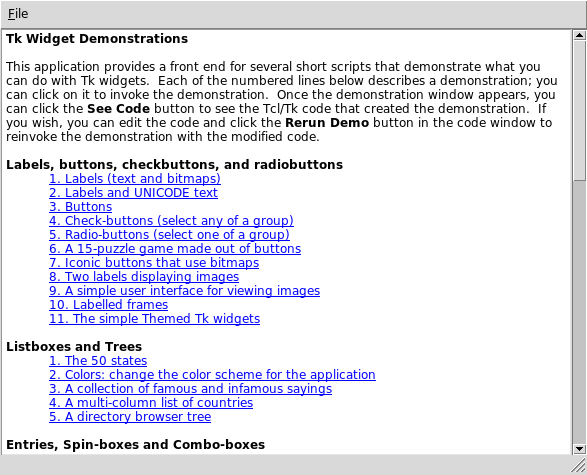 File
Tk Widget Demonstrations
This application provides a front end for several short scripts that demonstrate what you
can do with Tk widgets.  Each of the numbered lines below describes a demonstration; you
can click on it to invoke the demonstration.  Once the demonstration window appears, you
can click the See Code button to see the Tcl/Tk code that created the demonstration.  If
you wish, you can edit the code and click the Rerun Demo button in the code window to
reinvoke the demonstration with the modified code.
Labels, buttons, checkbuttons, and radiobuttons
1. Labels (text and bitmaps)
2. Labels and UNICODE text
3. Buttons
4. Check-buttons (select any of a group)
5. Radio-buttons (select one of a group)
6. A 15-puzzle game made out of buttons
7. Iconic buttons that use bitmaps
8. Two labels displaying images
9. A simple user interface for viewing images
10. Labelled frames
11. The simple Themed Tk widgets
Listboxes and Trees
1. The 50 states
2. Colors: change the color scheme for the application
3. A collection of famous and infamous sayings
4. A multi-column list of countries
5. A directory browser tree
Entries, Spin-boxes and Combo-boxes